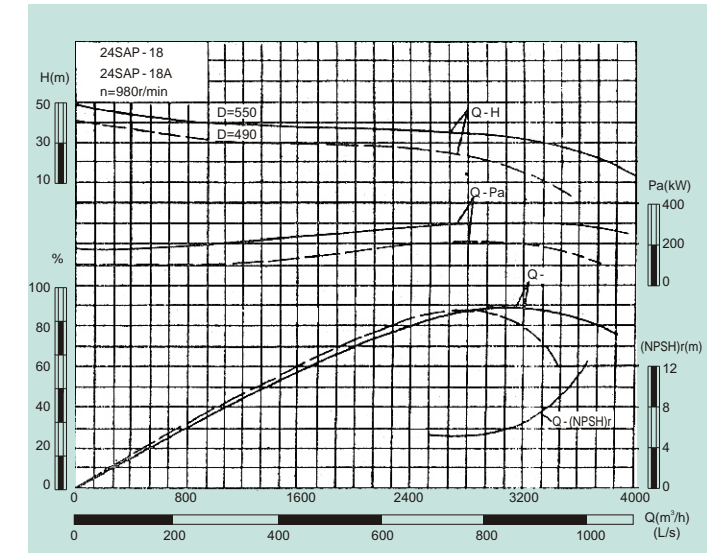 24SAP-18
24SAP-18A
n=980r/min
H(m)
50
30
10
D=550
D=490
Q-H
Q-Pa
Pa(kW)
400
200
0
%
100
80
60
40
20
0
Q-
(NPSH)r(m)
12
8
4
0
Q-(NPSH)r
0 800 1600 2400 3200 4000
Q(m³/h)
0 200 400 600 800 1000 (L/s)